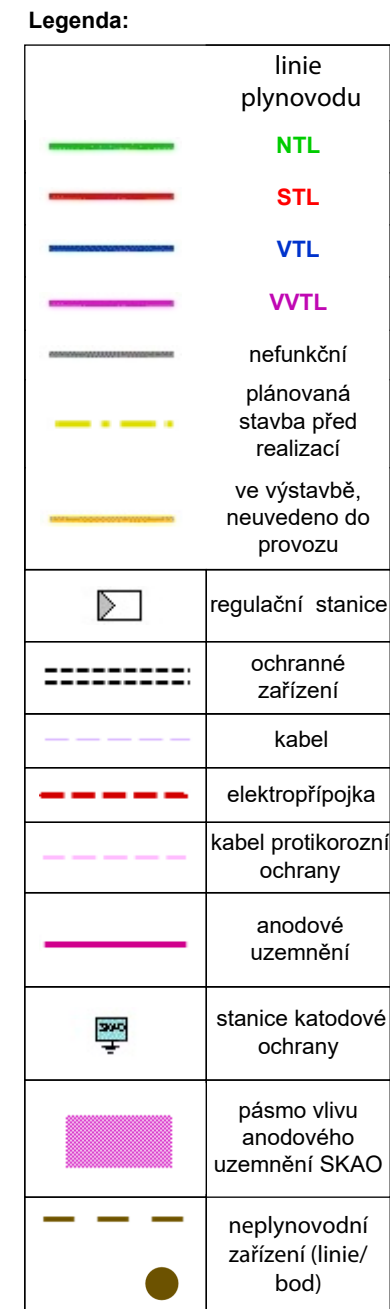 Legenda:
linie
plynovodu
NTL
STL
VTL
VVTL
nefunkční
plánovaná
stavba před
realizací
ve výstavbě,
neuvedeno do
provozu
regulační stanice
ochranné
zařízení
kabel
elektropřípojka
kabel protikorozní
ochrany
anodové
uzemnění
SKAO
stanice katodové
ochrany
pásmo vlivu
anodového
uzemnění SKAO
neplynovodní
zařízení (linie/
bod)